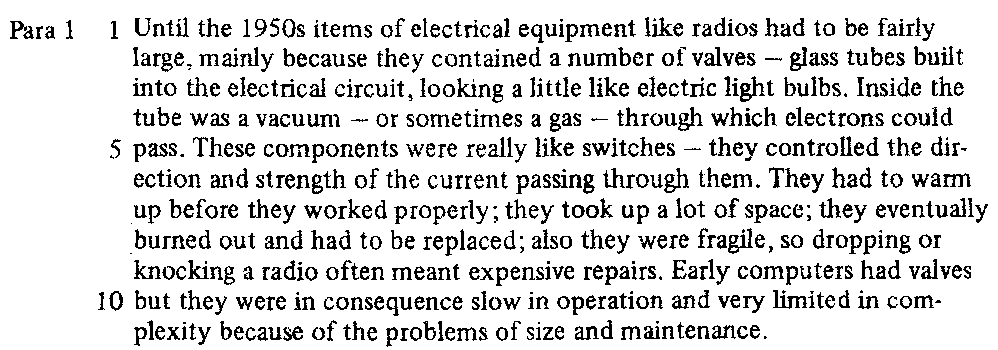 Para 1 1 Until the 1950s items of electrical equipment like radios had to be fairly
large, mainly because they contained a number of valves — glass tubes built
into the electrical circuit, looking a little like electric light bulbs. Inside the
tube was a vacuum — or sometimes a gas — through which electrons could
5 pass. These components were really like switches — they controlled the dir-
ection and strength of the current passing through them. They had to warm
up before they worked properly; they took up a lot of space; they eventually
burned out and had to be replaced; also they were fragile, so dropping or
knocking a radio often meant expensive repairs. Early computers had valves
10 but they were in consequence slow in operation and very limited in com-
plexity because of the problems of size and maintenance.